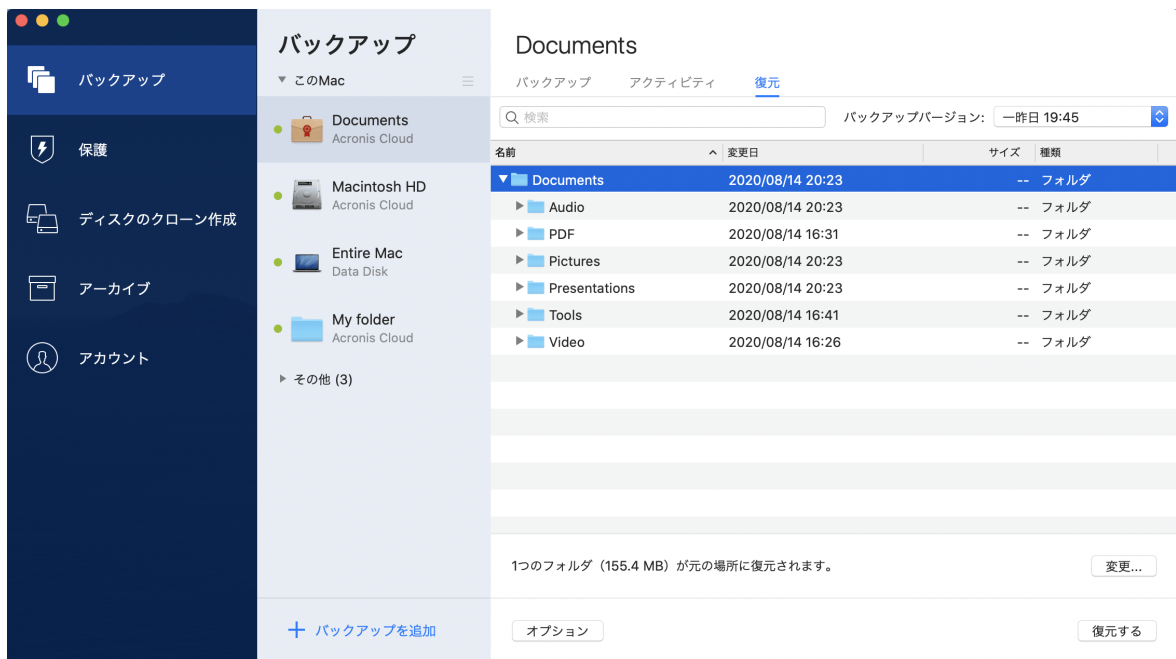 バックアップ
保護
ディスクのクローン作成
アーカイブ
アカウント
バックアップ
このMac
Documents
Acronis Cloud
Macintosh HD
Acronis Cloud
Entire Mac
Data Disk
My folder
Acronis Cloud
その他 (3)
バックアップを追加
Documents
バックアップ アクティビティ 復元
検索 バックアップバージョン: 一昨日 19:45
名前 変更日 サイズ 種類
Documents 2020/08/14 20:23 -- フォルダ
Audio 2020/08/14 20:23 -- フォルダ
PDF 2020/08/14 16:31 -- フォルダ
Pictures 2020/08/14 20:23 -- フォルダ
Presentations 2020/08/14 20:23 -- フォルダ
Tools 2020/08/14 16:41 -- フォルダ
Video 2020/08/14 16:26 -- フォルダ
1つのフォルダ（155.4 MB）が元の場所に復元されます。 変更...
オプション 復元する